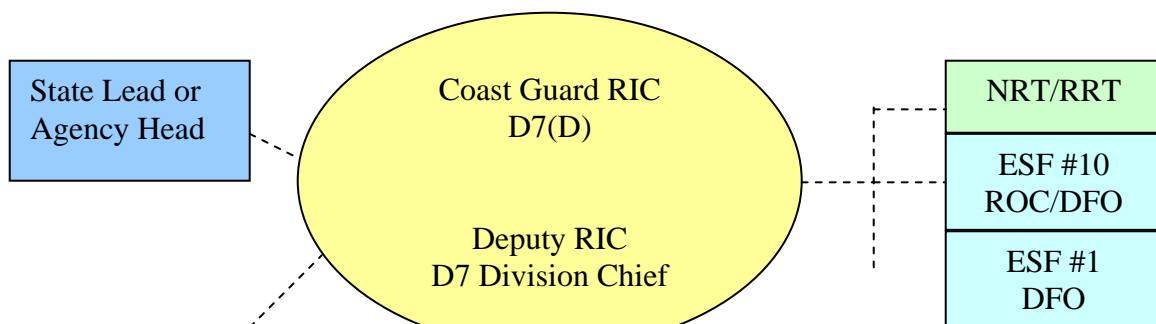 State Lead or
Agency Head
Coast Guard RIC
D7(D)
Deputy RIC
D7 Division Chief
NRT/RRT
ESF #10
ROC/DFO
ESF #1
DFO